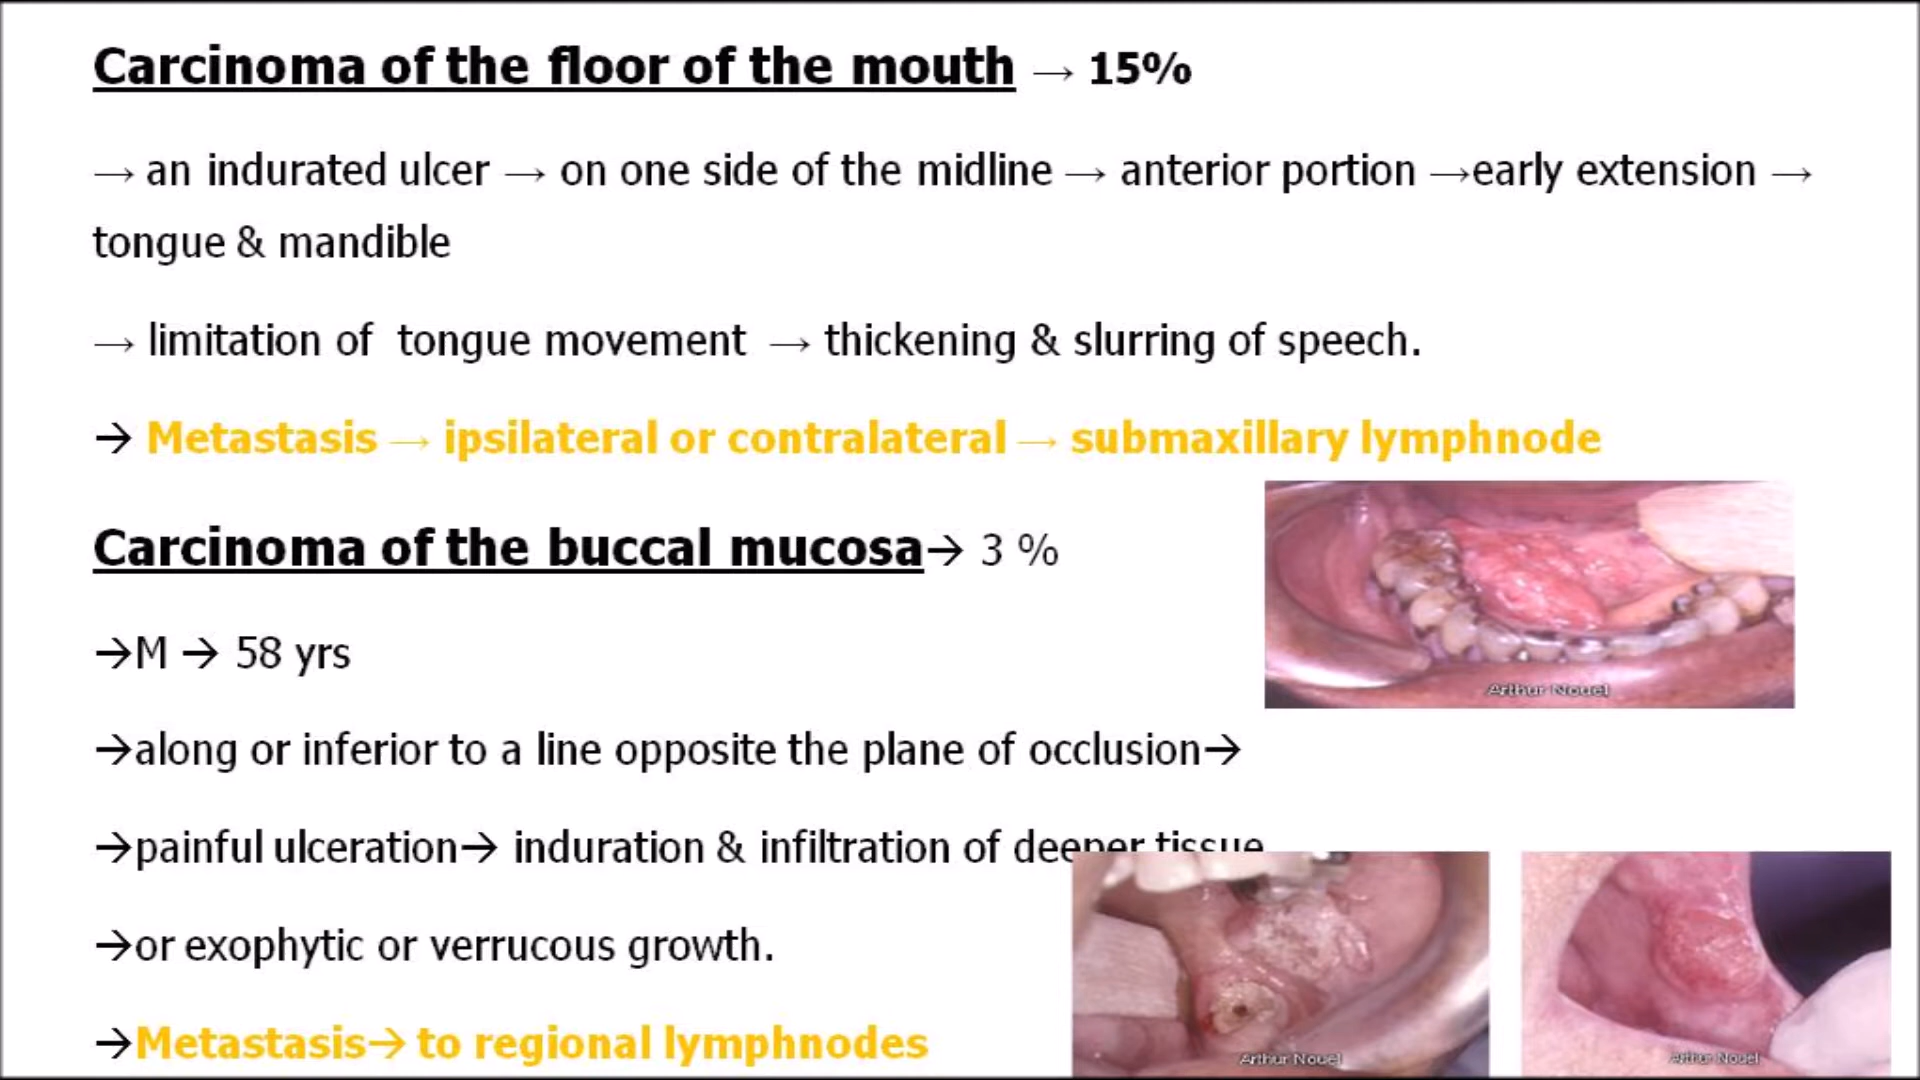 Carcinoma of the floor of the mouth → 15%
→ an indurated ulcer → on one side of the midline → anterior portion →early extension →
tongue & mandible
→ limitation of tongue movement → thickening & slurring of speech.
→ Metastasis → ipsilateral or contralateral → submaxillary lymphnode
Carcinoma of the buccal mucosa→ 3 %
→M → 58 yrs
→along or inferior to a line opposite the plane of occlusion→
→painful ulceration→ induration & infiltration of deeper tissue
→or exophytic or verrucous growth.
→Metastasis→ to regional lymphnodes
Arthur Nouel
Arthur Nouel
Arthur Nouel